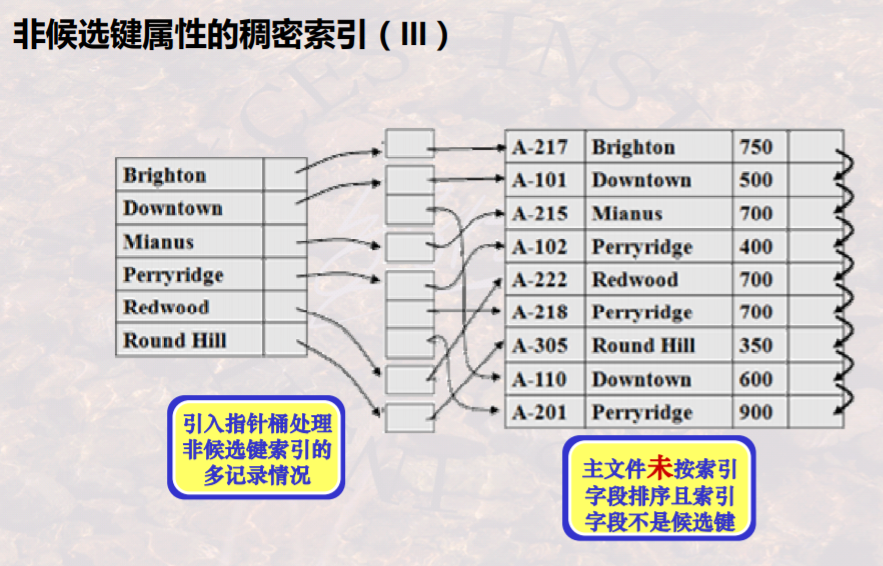 非候选键属性的稠密索引（III）
Brighton
Downtown
Mianus
Perryridge
Redwood
Round Hill
A-217 Brighton 750
A-101 Downtown 500
A-215 Mianus 700
A-102 Perryridge 400
A-222 Redwood 700
A-218 Perryridge 700
A-305 Round Hill 350
A-110 Downtown 600
A-201 Perryridge 900
引入指针桶处理
非候选键索引的
多记录情况
主文件未按索引
字段排序且索引
字段不是候选键